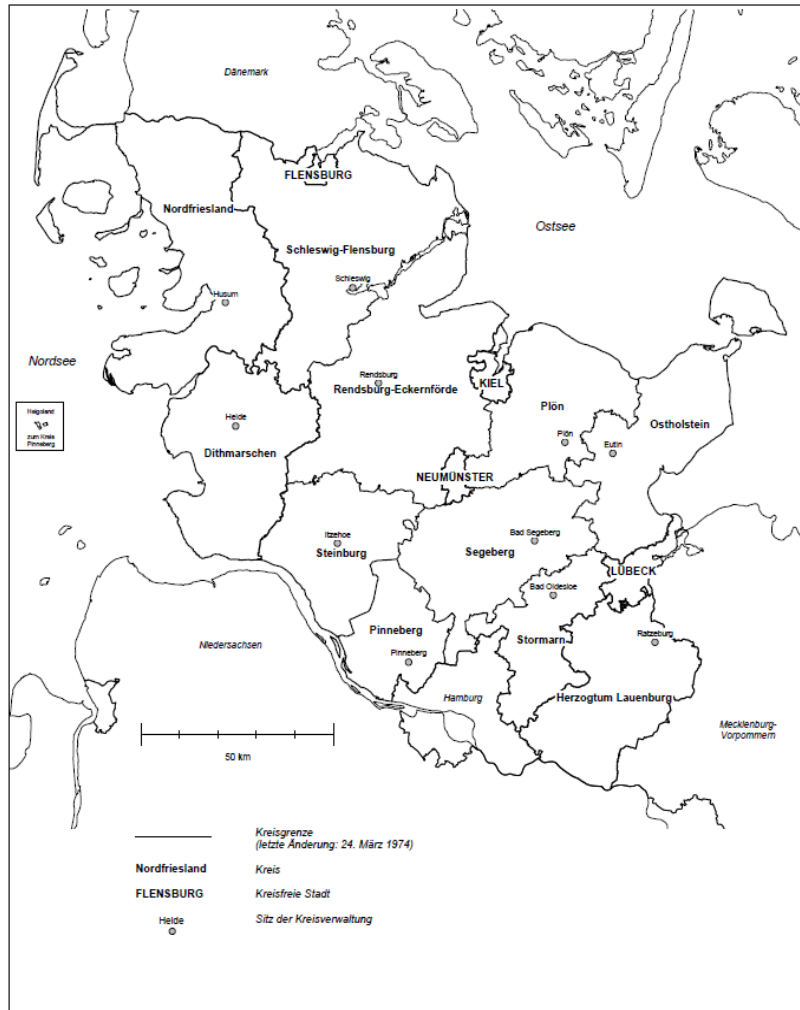 Dänemark
FLENSBURG
Nordfriesland
Ostsee
Schleswig-Flensburg
Schleswig
Husum
Nordsee
Rendsburg
Rendsburg-Eckernförde
KIEL
Helgoland
zum Kreis
Pinneberg
Heide
Dithmarschen
Plön
Plön
Ostholstein
Eutin
NEUMÜNSTER
Itzehoe
Steinburg
Bad Segeberg
Segeberg
LÜBECK
Bad Oldesloe
Pinneberg
Pinneberg
Stormarn
Ratzeburg
Niedersachsen
Hamburg
Herzogtum Lauenburg
Mecklenburg-
Vorpommern
50 km
Kreisgrenze
(letzte Änderung: 24. März 1974)
Nordfriesland
Kreis
FLENSBURG
Kreisfreie Stadt
Heide
Sitz der Kreisverwaltung